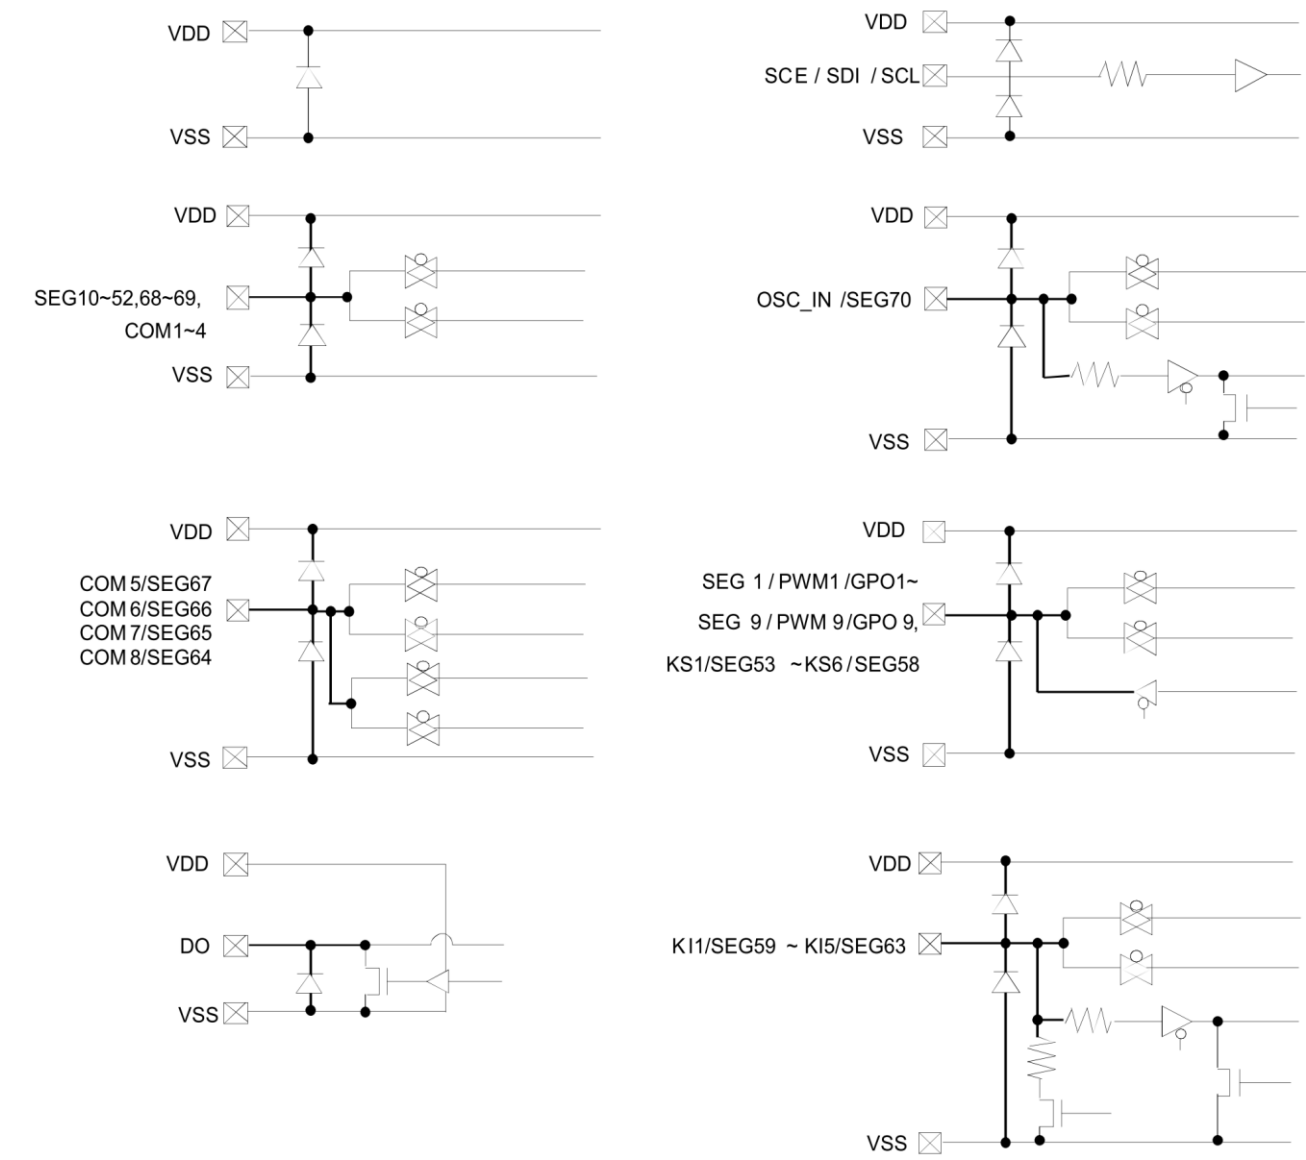 VDD
VSS
VDD
SCE / SDI / SCL
VSS
VDD
SEG10~52,68~69,
COM1~4
VSS
VDD
OSC_IN /SEG70
VSS
VDD
COM 5/SEG67
COM 6/SEG66
COM 7/SEG65
COM 8/SEG64
VSS
VDD
SEG 1 / PWM1 /GPO1~
SEG 9 / PWM 9 /GPO 9,
KS1/SEG53 ~KS6 / SEG58
VSS
VDD
DO
VSS
VDD
KI1/SEG59 ~ KI5/SEG63
VSS